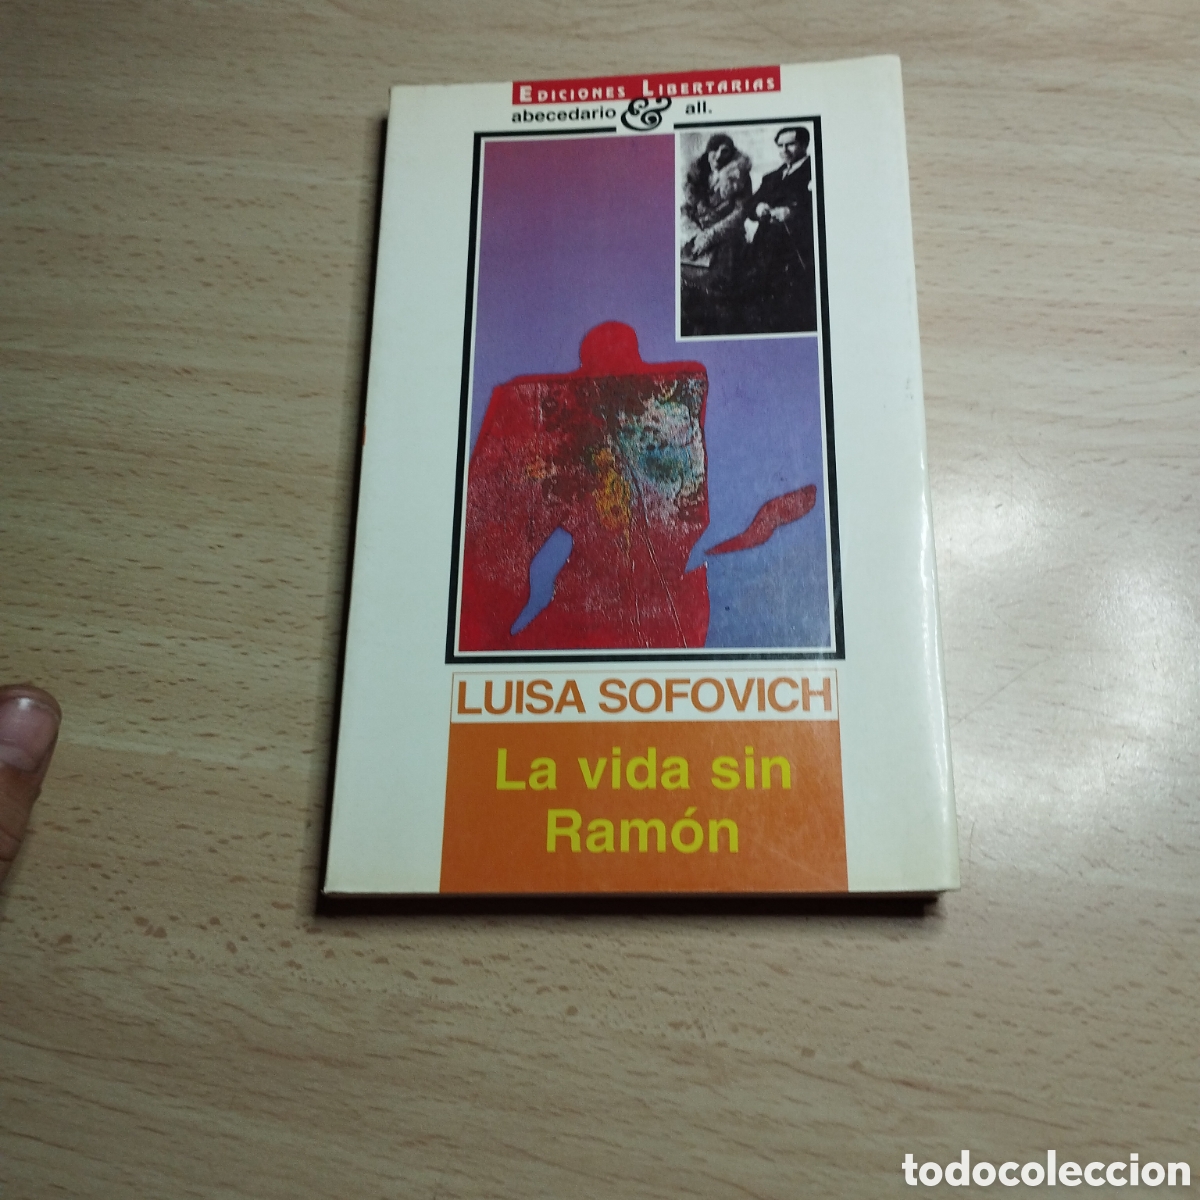 EDICIONES LIBERTARIAS
abecedario & all.
LUISA SOFOVICH
La vida sin
Ramón
todocoleccion